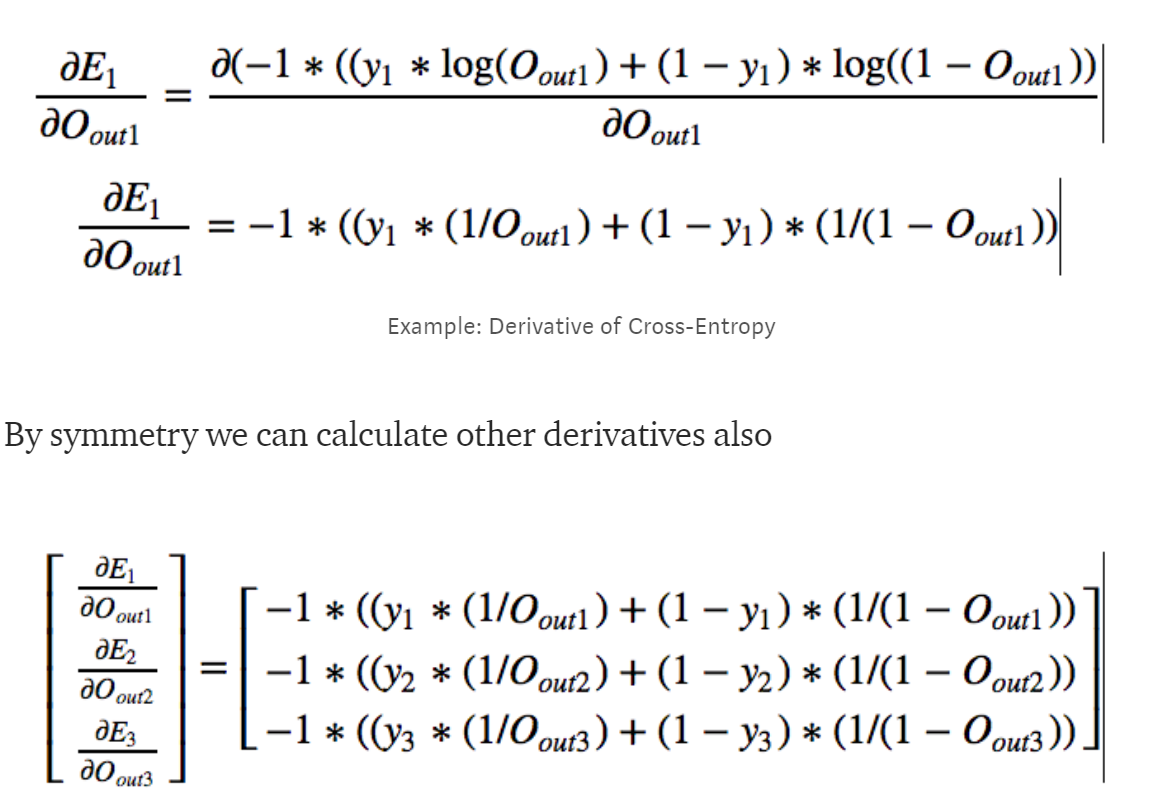 ∂E₁/∂O_out1 = ∂(−1 * ((y₁ * log(O_out1) + (1 − y₁) * log((1 − O_out1))/∂O_out1
∂E₁/∂O_out1 = −1 * ((y₁ * (1/O_out1) + (1 − y₁) * (1/(1 − O_out1))
Example: Derivative of Cross-Entropy
By symmetry we can calculate other derivatives also
[∂E₁/∂O_out1] = [−1 * ((y₁ * (1/O_out1) + (1 − y₁) * (1/(1 − O_out1))]
[∂E₂/∂O_out2] = [−1 * ((y₂ * (1/O_out2) + (1 − y₂) * (1/(1 − O_out2))]
[∂E₃/∂O_out3] = [−1 * ((y₃ * (1/O_out3) + (1 − y₃) * (1/(1 − O_out3))]